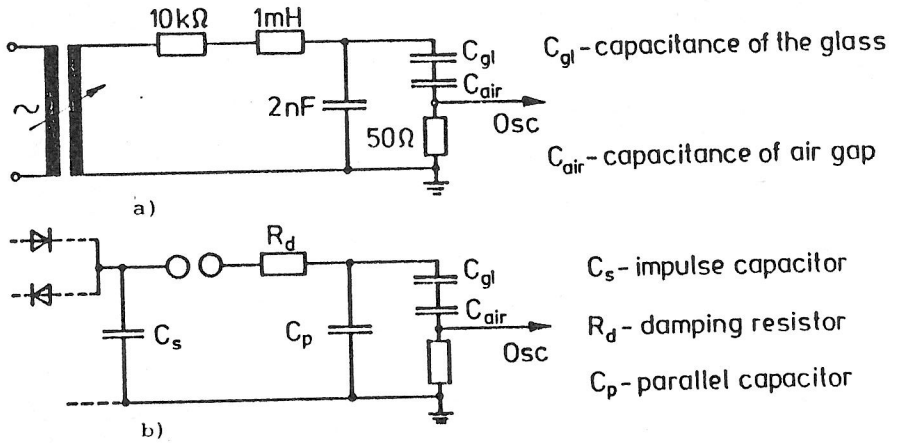 10kΩ 1mH
C_gl C_gl – capacitance of the glass
C_air
~ 2nF Osc
50Ω C_air – capacitance of air gap
a)
R_d
C_gl C_s – impulse capacitor
C_air
C_s C_p Osc R_d – damping resistor
C_p – parallel capacitor
b)